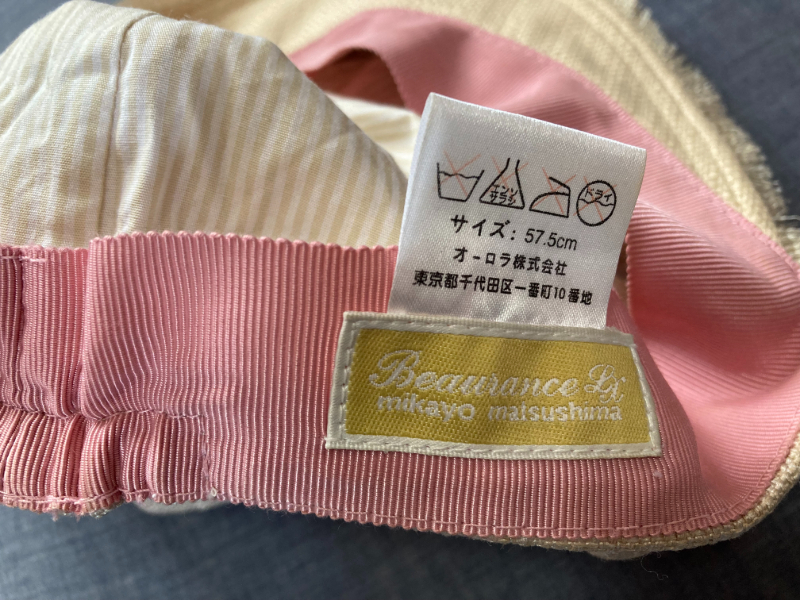 エンソ サラシ ドライ
サイズ: 57.5cm
オーロラ株式会社
東京都千代田区一番町10番地
Beaurance Lx
mikayo matsushima